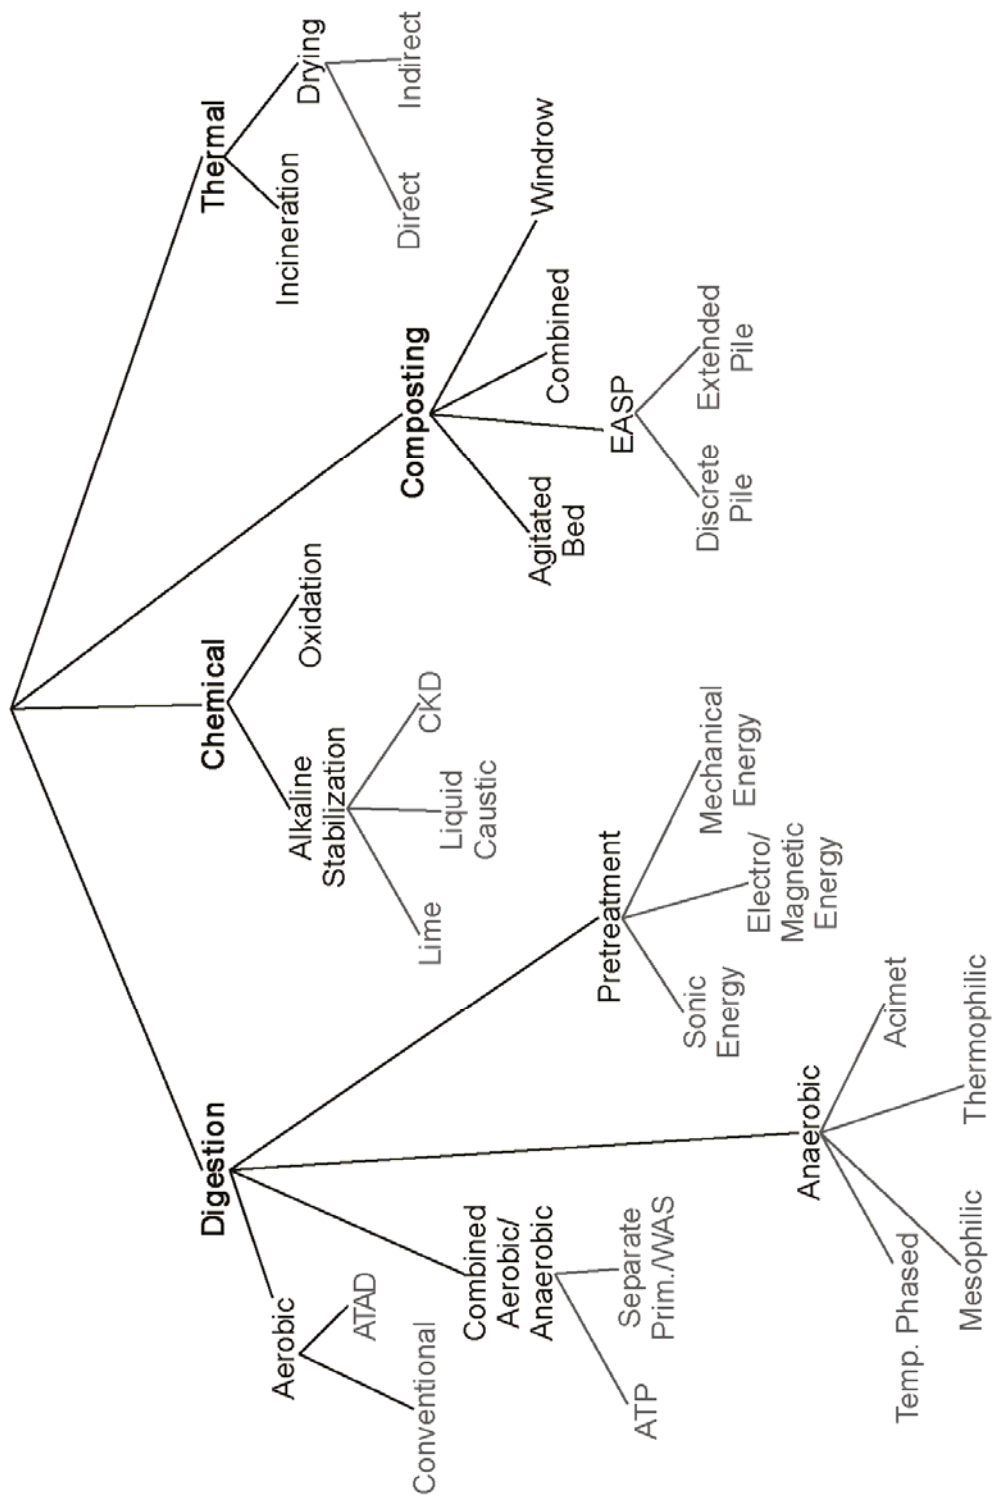 Digestion
Aerobic
Conventional
ATAD
Combined
Aerobic/
Anaerobic
ATP
Separate
Prim./WAS
Anaerobic
Temp. Phased
Mesophilic
Thermophilic
Acimet
Pretreatment
Sonic
Energy
Electro/
Magnetic
Energy
Mechanical
Energy
Chemical
Alkaline
Stabilization
Lime
Liquid
Caustic
CKD
Oxidation
Composting
Agitated
Bed
EASP
Discrete
Pile
Extended
Pile
Combined
Windrow
Thermal
Incineration
Drying
Direct
Indirect